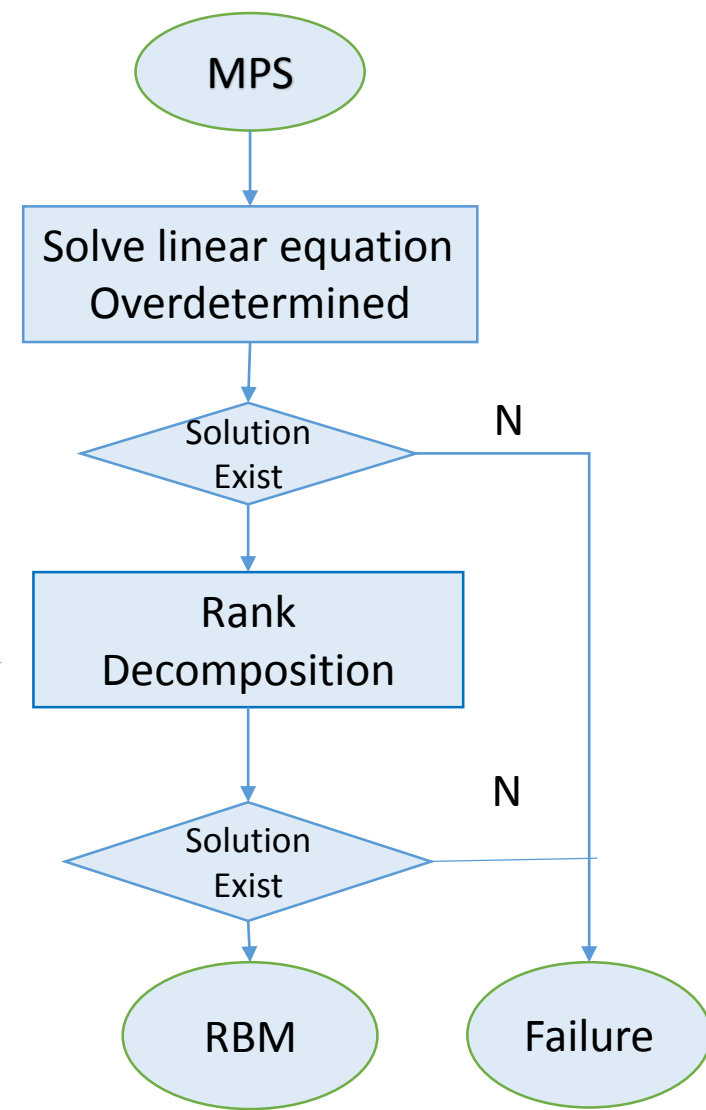 MPS
Solve linear equation
Overdetermined
Solution
Exist
N
Rank
Decomposition
Solution
Exist
N
RBM
Failure